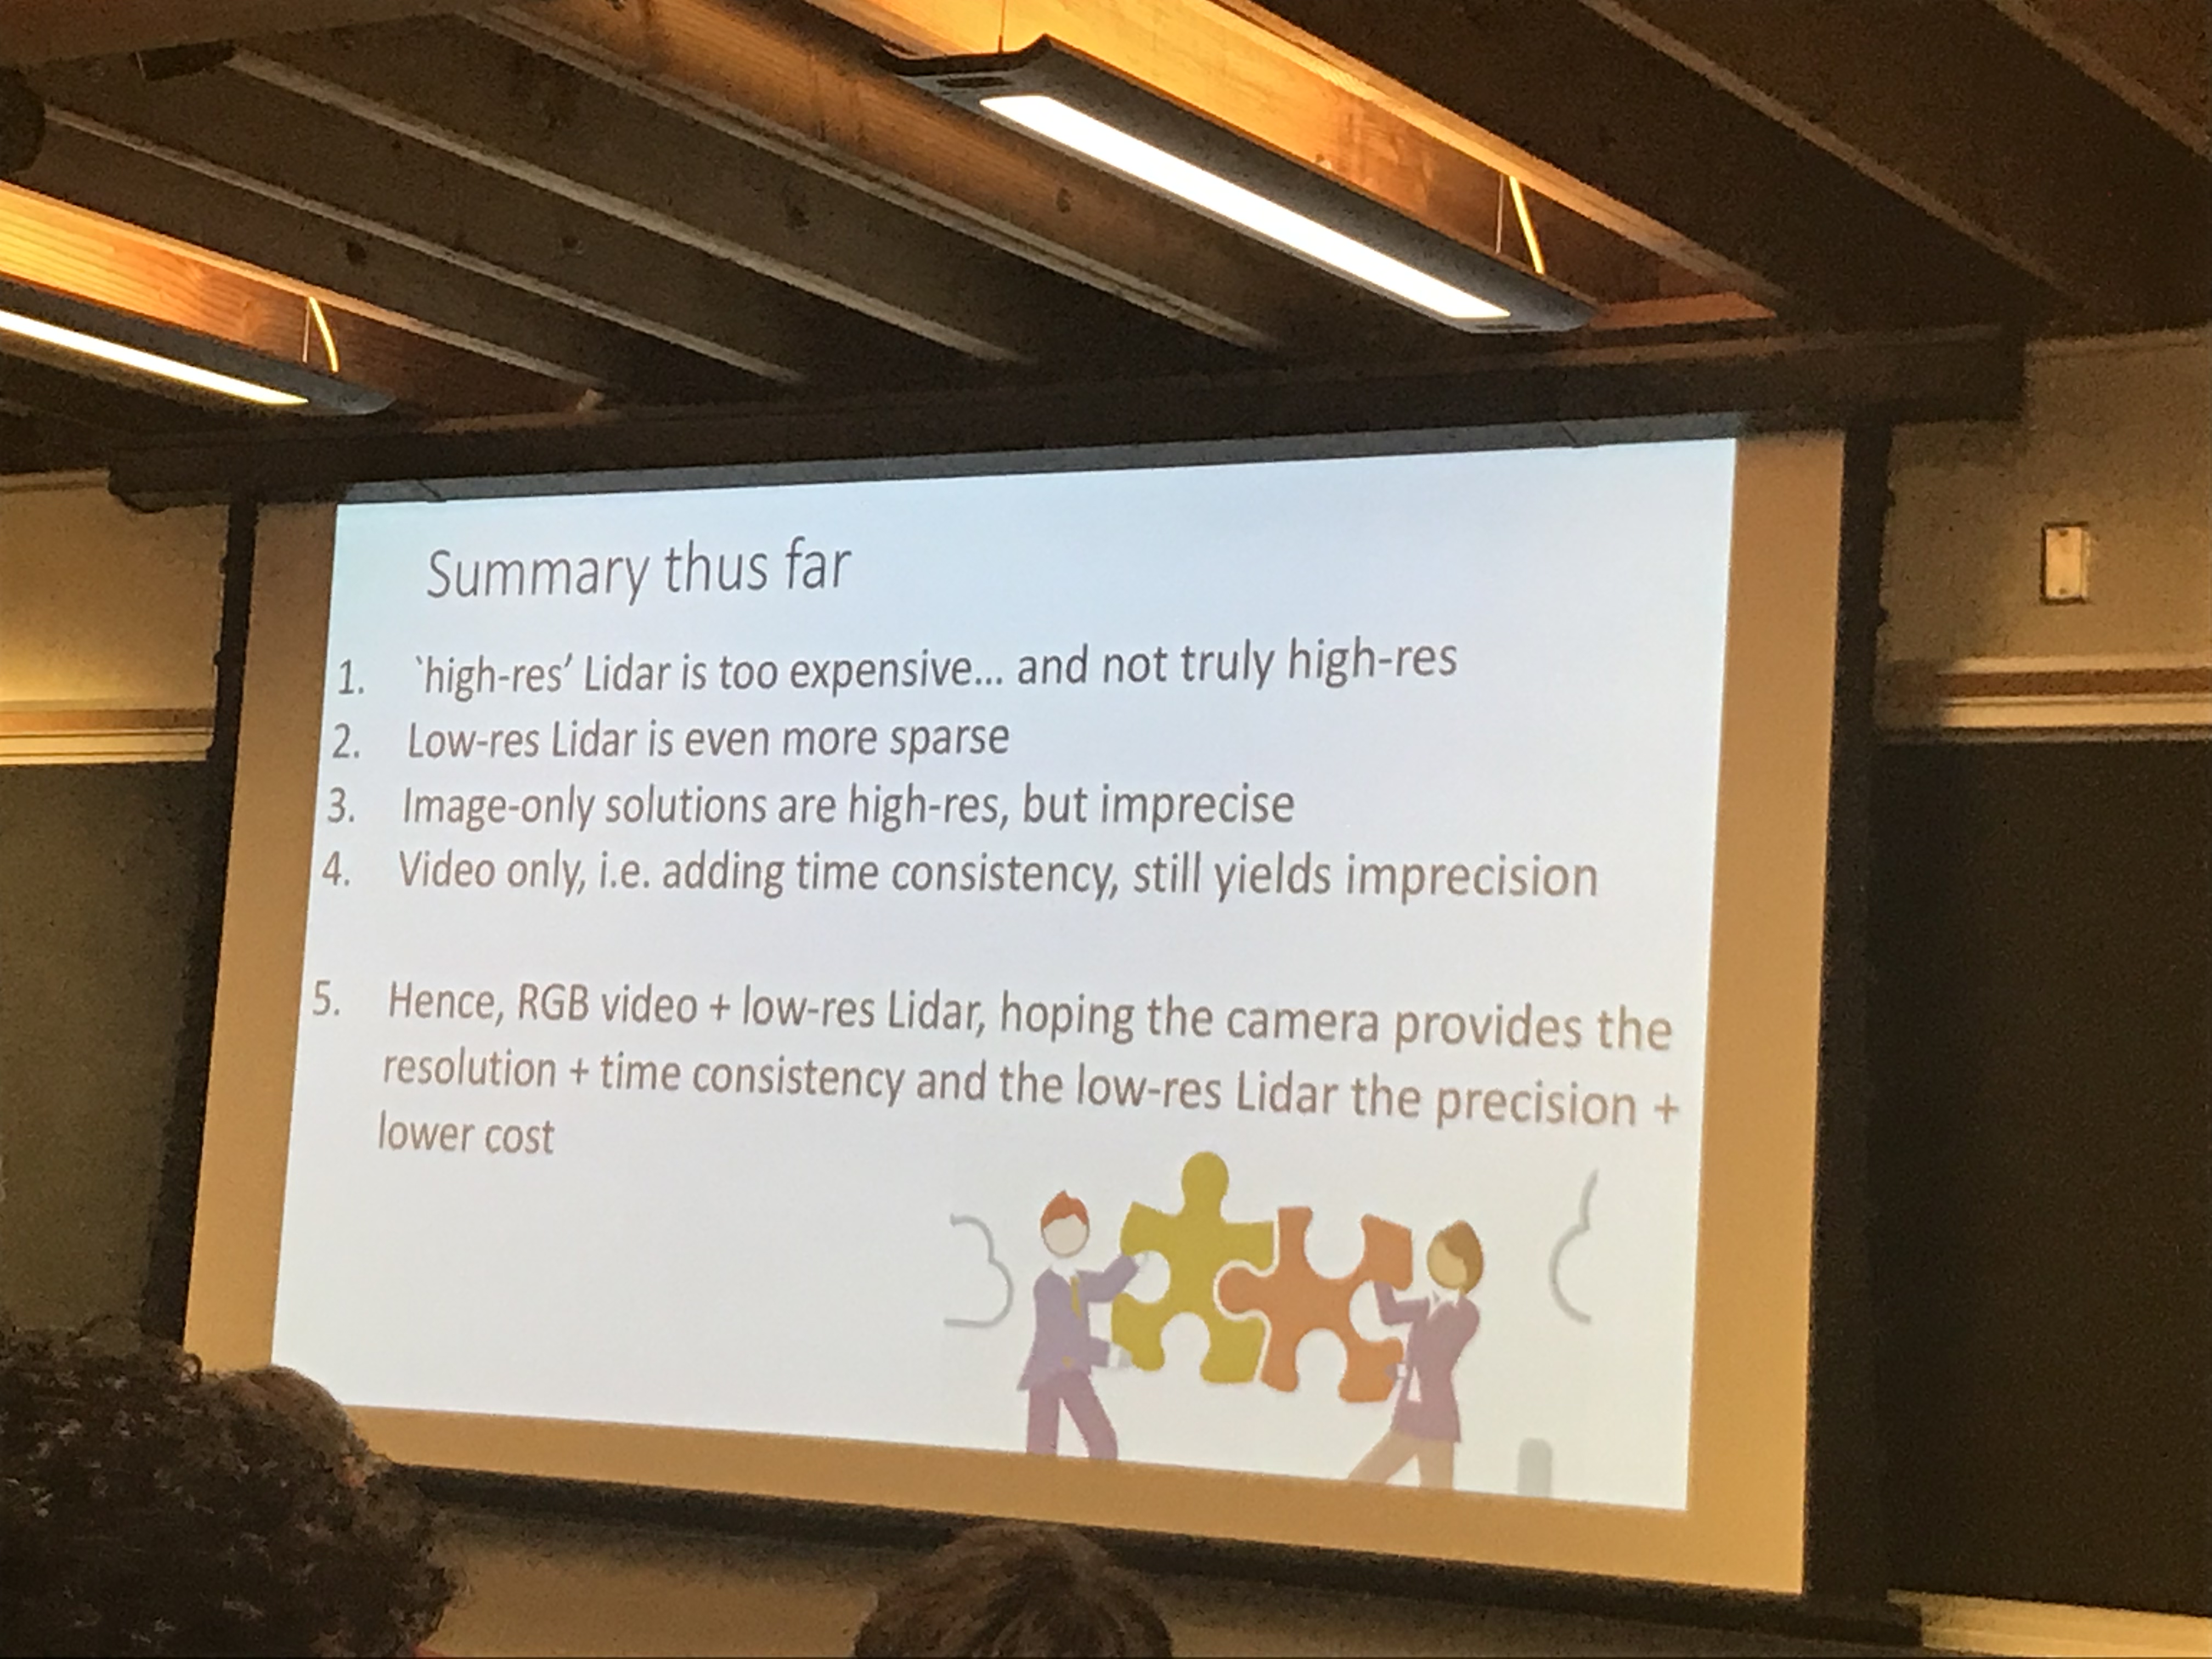 Summary thus far
1. `high-res’ Lidar is too expensive... and not truly high-res
2. Low-res Lidar is even more sparse
3. Image-only solutions are high-res, but imprecise
4. Video only, i.e. adding time consistency, still yields imprecision
5. Hence, RGB video + low-res Lidar, hoping the camera provides the
resolution + time consistency and the low-res Lidar the precision +
lower cost